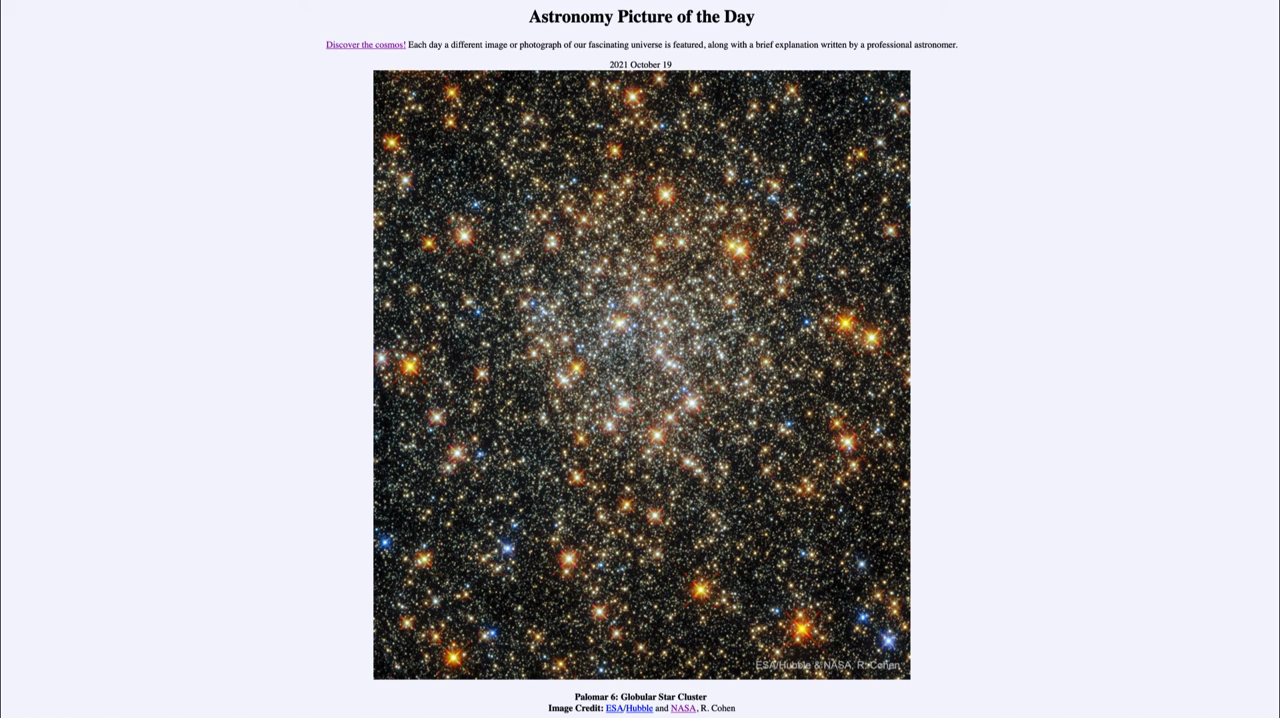 Astronomy Picture of the Day
Discover the cosmos! Each day a different image or photograph of our fascinating universe is featured, along with a brief explanation written by a professional astronomer.
2021 October 19
ESA/Hubble & NASA, R. Cohen
Palomar 6: Globular Star Cluster
Image Credit: ESA/Hubble and NASA, R. Cohen